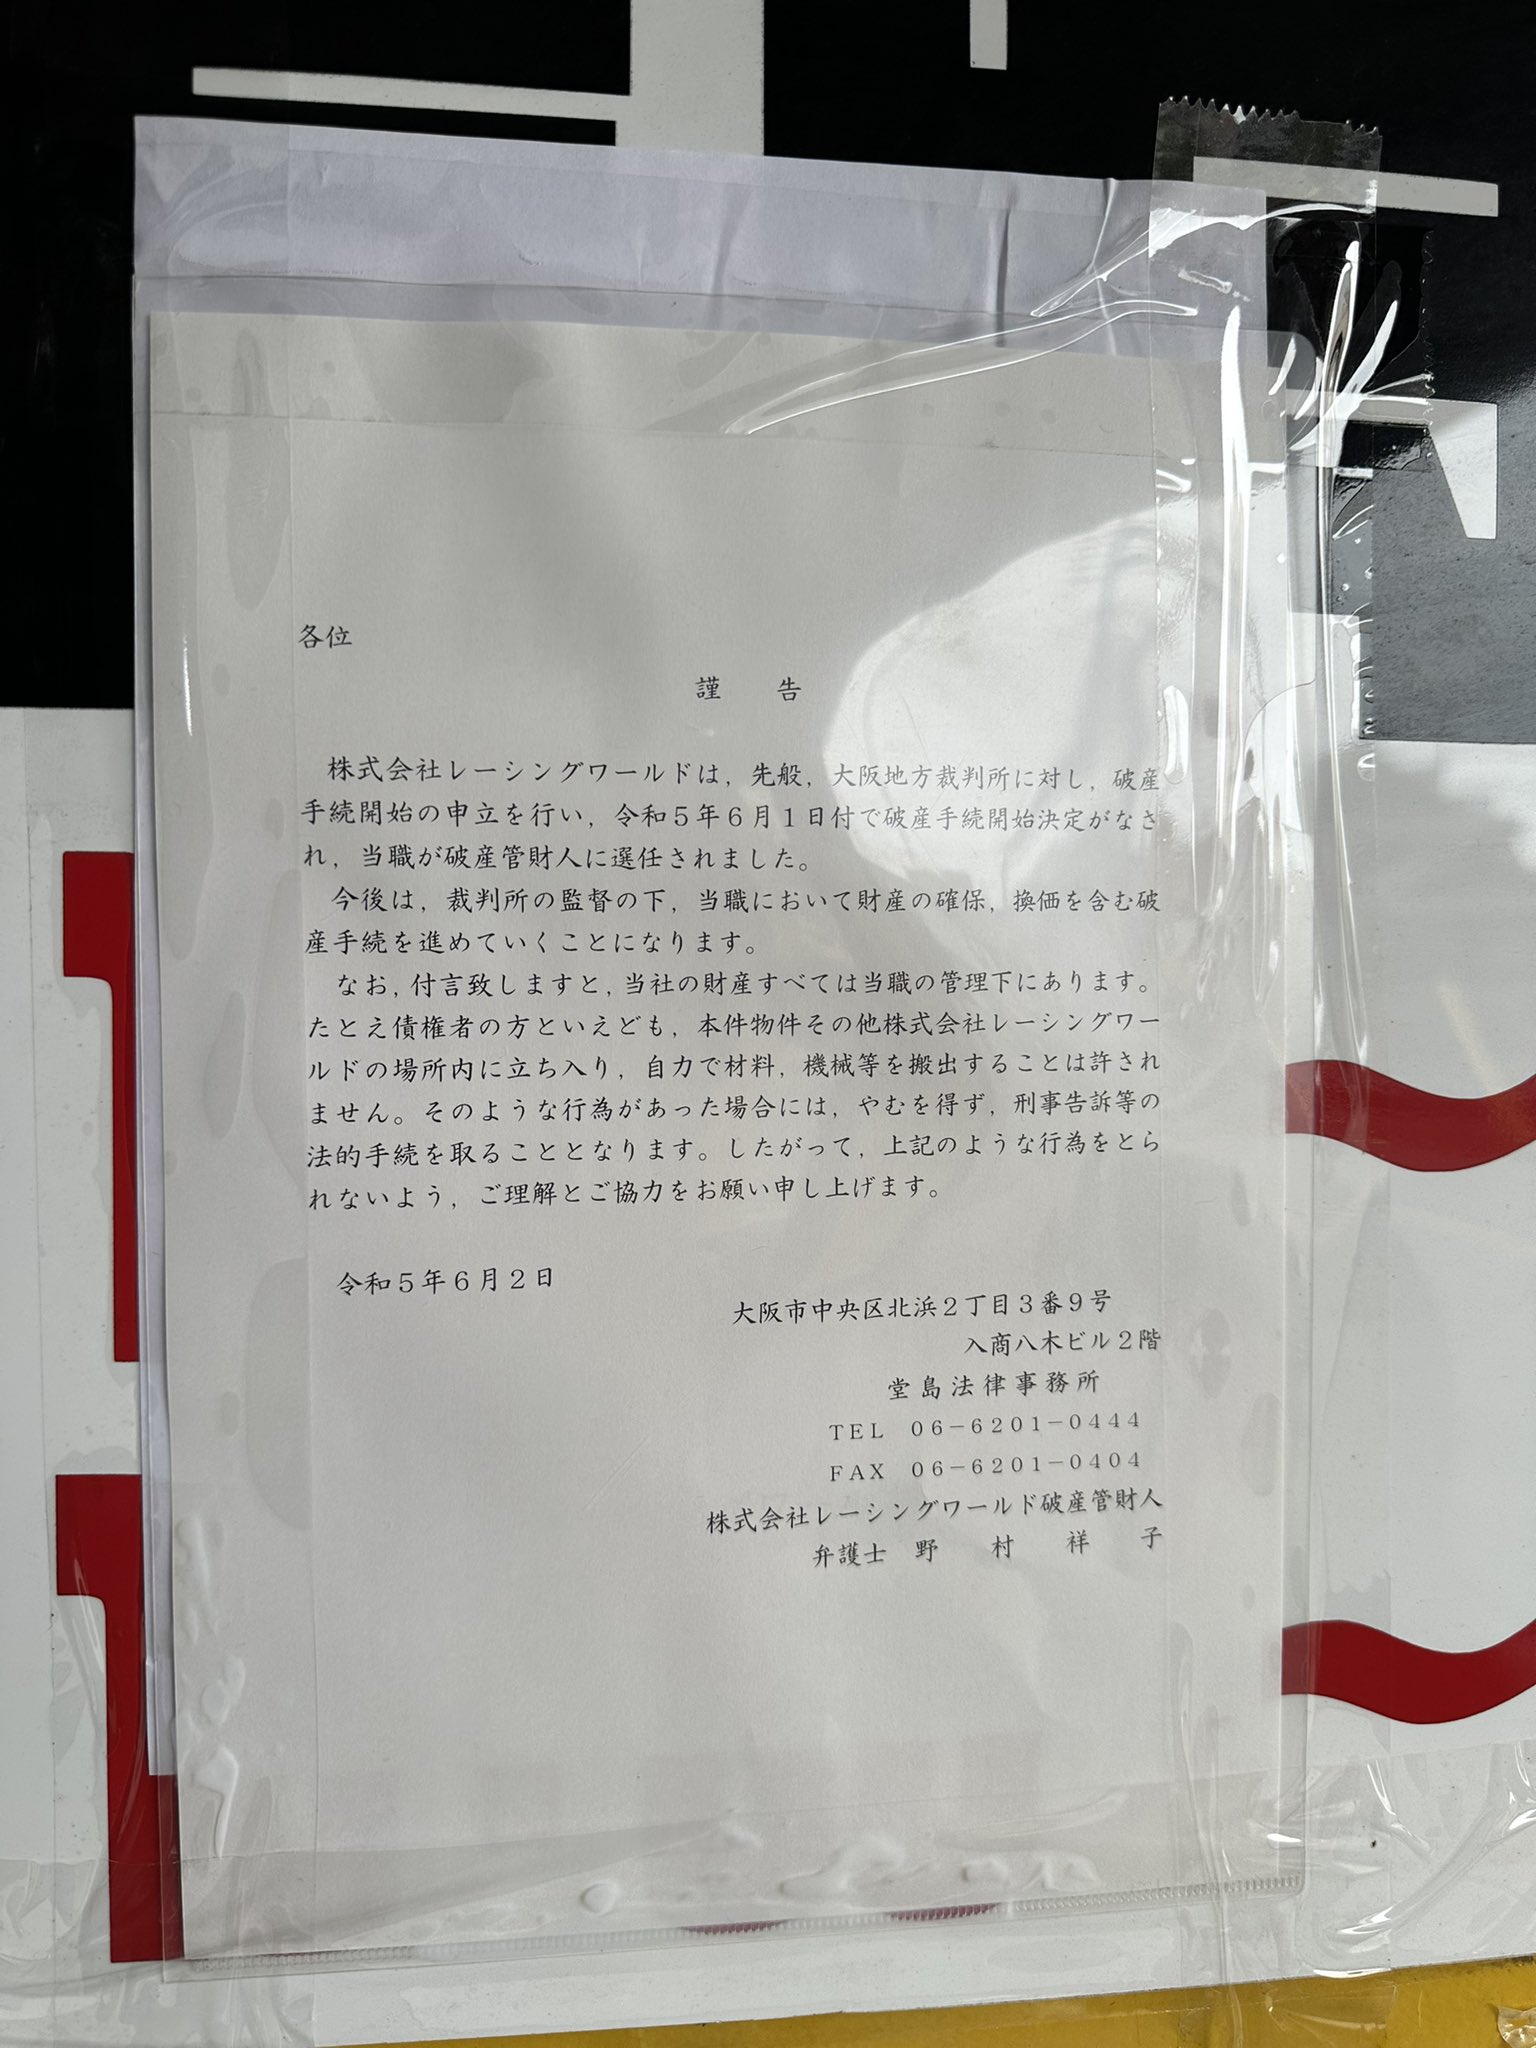 各位
謹　告
株式会社レーシングワールドは，先般，大阪地方裁判所に対し，破産
手続開始の申立を行い，令和５年６月１日付で破産手続開始決定がなさ
れ，当職が破産管財人に選任されました。
今後は，裁判所の監督の下，当職において財産の確保，換価を含む破
産手続を進めていくことになります。
なお，付言致しますと，当社の財産すべては当職の管理下にあります。
たとえ債権者の方といえども，本件物件その他株式会社レーシングワー
ルドの場所内に立ち入り，自力で材料，機械等を搬出することは許され
ません。そのような行為があった場合には，やむを得ず，刑事告訴等の
法的手続を取ることとなります。したがって，上記のような行為をとら
れないよう，ご理解とご協力をお願い申し上げます。
令和５年６月２日
大阪市中央区北浜２丁目３番９号
入商八木ビル２階
堂島法律事務所
ＴＥＬ　０６－６２０１－０４４４
ＦＡＸ　０６－６２０１－０４０４
株式会社レーシングワールド破産管財人
弁護士　野　村　祥　子